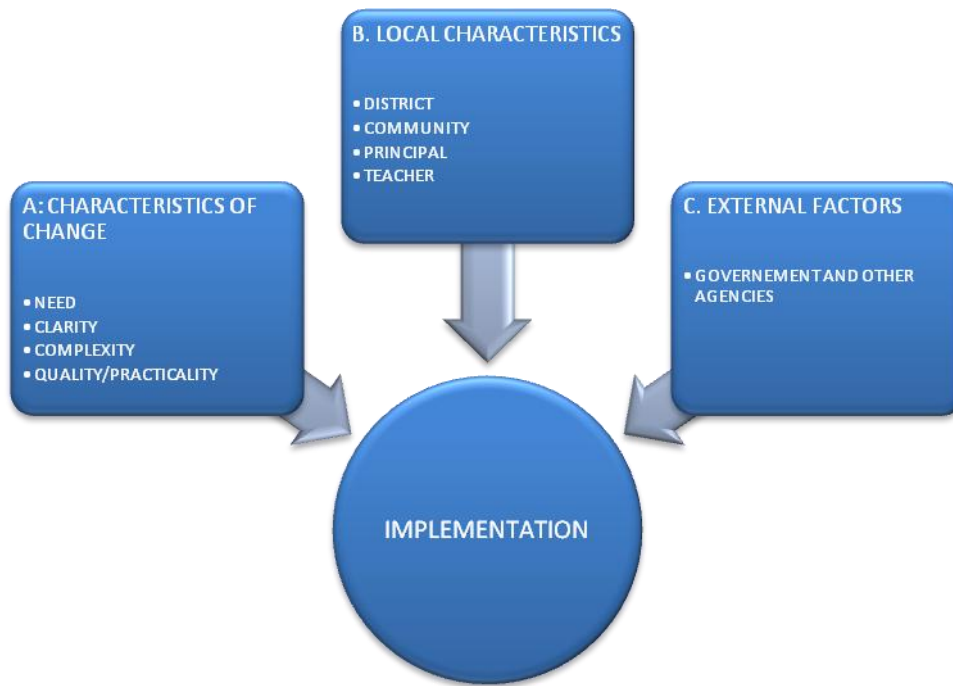 A: CHARACTERISTICS OF
CHANGE
• NEED
• CLARITY
• COMPLEXITY
• QUALITY/PRACTICALITY
B. LOCAL CHARACTERISTICS
• DISTRICT
• COMMUNITY
• PRINCIPAL
• TEACHER
C. EXTERNAL FACTORS
• GOVERNEMENT AND OTHER
AGENCIES
IMPLEMENTATION